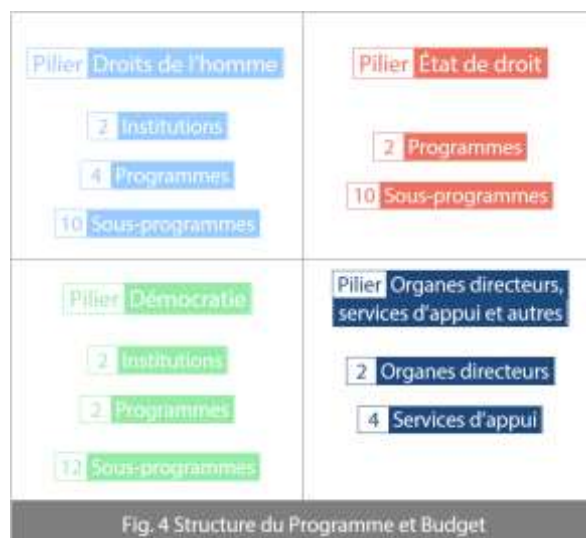 Pilier Droits de l'homme
2 Institutions
4 Programmes
10 Sous-programmes
Pilier État de droit
2 Programmes
10 Sous-programmes
Pilier Démocratie
2 Institutions
2 Programmes
12 Sous-programmes
Pilier Organes directeurs,
services d'appui et autres
2 Organes directeurs
4 Services d'appui
Fig. 4 Structure du Programme et Budget